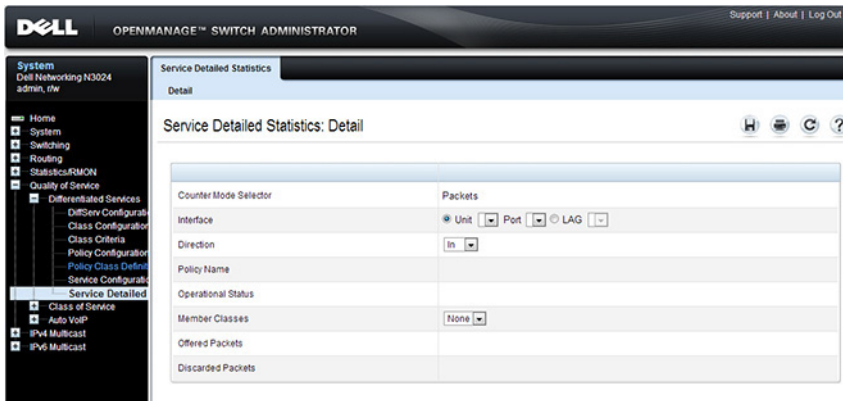 Support | About | Log Out
DELL OPENMANAGE™ SWITCH ADMINISTRATOR
System
Dell Networking N3024
admin, r/w
Home
System
Switching
Routing
Statistics/RMON
Quality of Service
Differentiated Services
DiffServ Configurati
Class Configuration
Class Criteria
Policy Configuration
Policy Class Definit
Service Configuratio
Service Detailed
Class of Service
Auto VoIP
IPv4 Multicast
IPv6 Multicast
Service Detailed Statistics
Detail
Service Detailed Statistics: Detail
?
Counter Mode Selector Packets
Interface Unit Port LAG
Direction In
Policy Name
Operational Status
Member Classes None
Offered Packets
Discarded Packets